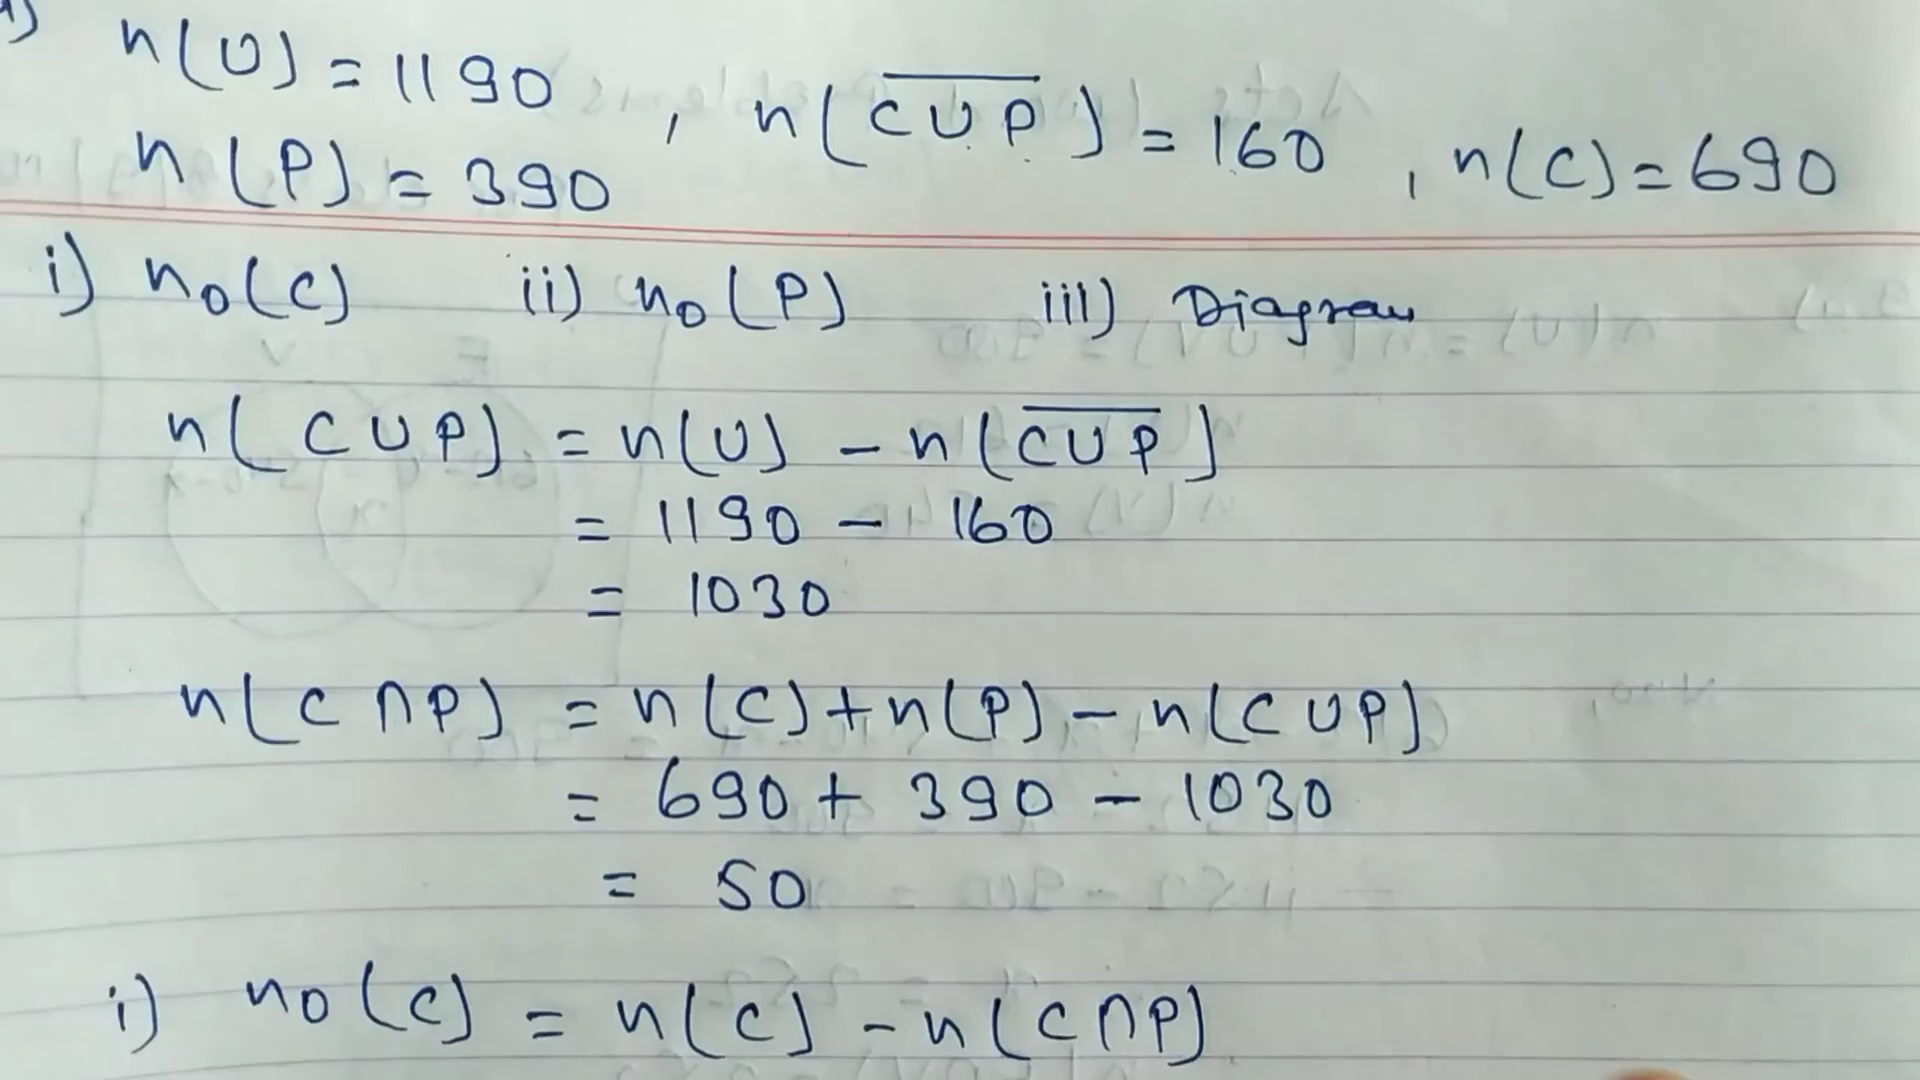 n(U) = 1190, n(C̅ ̅U̅ ̅P̅) = 160, n(C) = 690
n(P) = 390
i) n₀(C) ii) n₀(P) iii) Diagram
n(C∪P) = n(U) - n(C̅ ̅U̅ ̅P̅)
= 1190 - 160
= 1030
n(C∩P) = n(C) + n(P) - n(C∪P)
= 690 + 390 - 1030
= 50
i) n₀(C) = n(C) - n(C∩P)